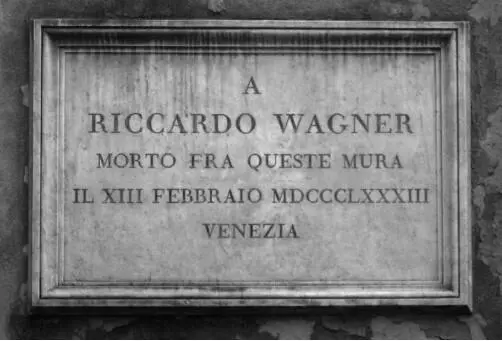 A
RICCARDO WAGNER
MORTO FRA QUESTE MURA
IL XIII FEBBRAIO MDCCCLXXXIII
VENEZIA